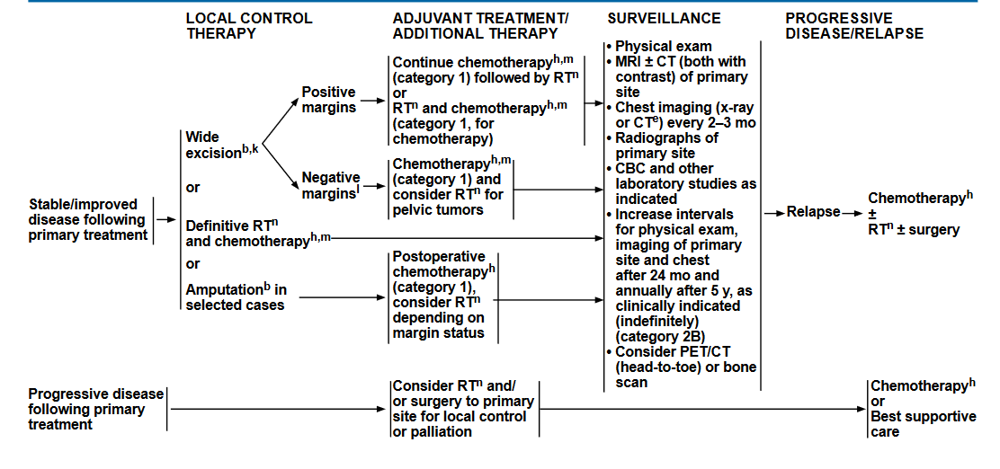 LOCAL CONTROL
THERAPY
ADJUVANT TREATMENT/
ADDITIONAL THERAPY
SURVEILLANCE
PROGRESSIVE
DISEASE/RELAPSE
Stable/improved
disease following
primary treatment
Wide
excisionb,k
or
Definitive RTn
and chemotherapyh,m
or
Amputationb in
selected cases
Positive
margins
Negative
marginsl
Continue chemotherapyh,m
(category 1) followed by RTn
or
RTn and chemotherapyh,m
(category 1, for
chemotherapy)
Chemotherapyh,m
(category 1) and
consider RTn for
pelvic tumors
Postoperative
chemotherapyh
(category 1),
consider RTn
depending on
margin status
• Physical exam
• MRI ± CT (both with
contrast) of primary
site
• Chest imaging (x-ray
or CTe) every 2–3 mo
• Radiographs of
primary site
• CBC and other
laboratory studies as
indicated
• Increase intervals
for physical exam,
imaging of primary
site and chest
after 24 mo and
annually after 5 y, as
clinically indicated
(indefinitely)
(category 2B)
• Consider PET/CT
(head-to-toe) or bone
scan
Relapse
Chemotherapyh
±
RTn ± surgery
Progressive disease
following primary
treatment
Consider RTn and/
or surgery to primary
site for local control
or palliation
Chemotherapyh
or
Best supportive
care